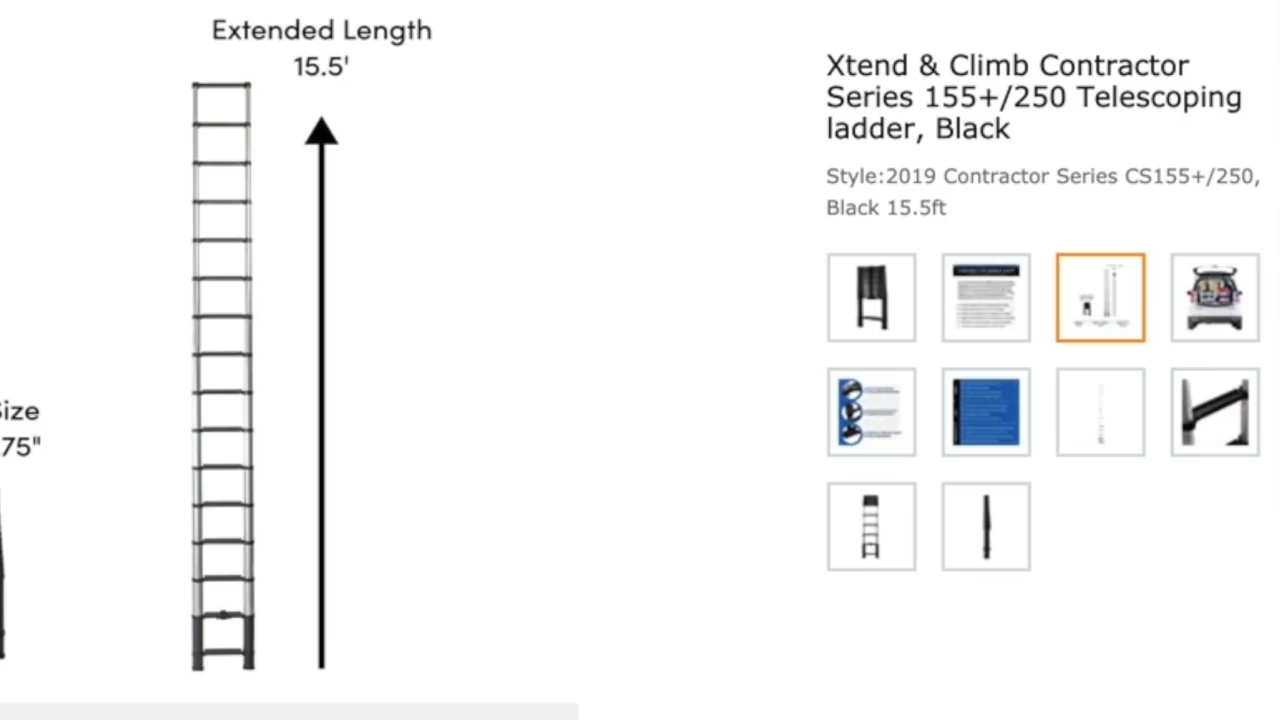 Extended Length
15.5'
Size
75"
Xtend & Climb Contractor
Series 155+/250 Telescoping
ladder, Black
Style:2019 Contractor Series CS155+/250,
Black 15.5ft